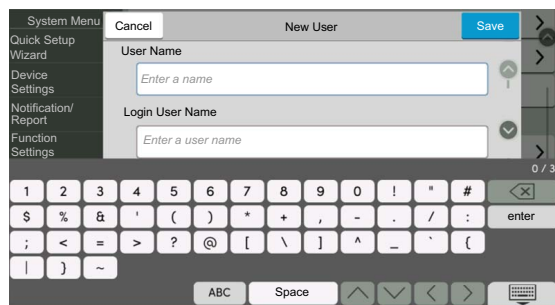 System Menu
Cancel
New User
Save
Quick Setup
Wizard
User Name
Enter a name
Device
Settings
Notification/
Report
Login User Name
Enter a user name
Function
Settings
0 / 3
1 2 3 4 5 6 7 8 9 0 ! " #
$ % & ' ( ) * + , - . / : enter
; < = > ? @ [ \ ] ^ _ ` {
| } ~
ABC Space